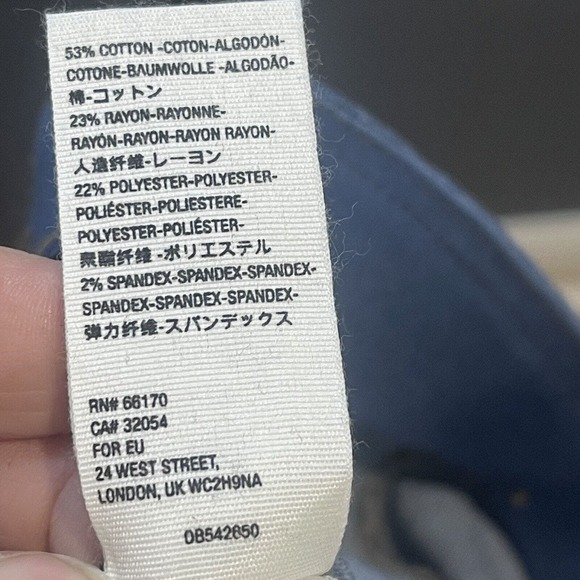 53% COTTON -COTON-ALGODÓN-
COTONE-BAUMWOLLE -ALGODÃO-
棉-コットン
23% RAYON-RAYONNE-
RAYÓN-RAYON-RAYON RAYON-
人造纤维-レーヨン
22% POLYESTER-POLYESTER-
POLIÉSTER-POLIESTERE-
POLYESTER-POLIÉSTER-
聚酯纤维 -ポリエステル
2% SPANDEX-SPANDEX-SPANDEX-
SPANDEX-SPANDEX-SPANDEX-
弹力纤维-スパンデックス
RN# 66170
CA# 32054
FOR EU
24 WEST STREET,
LONDON, UK WC2H9NA
DB542650